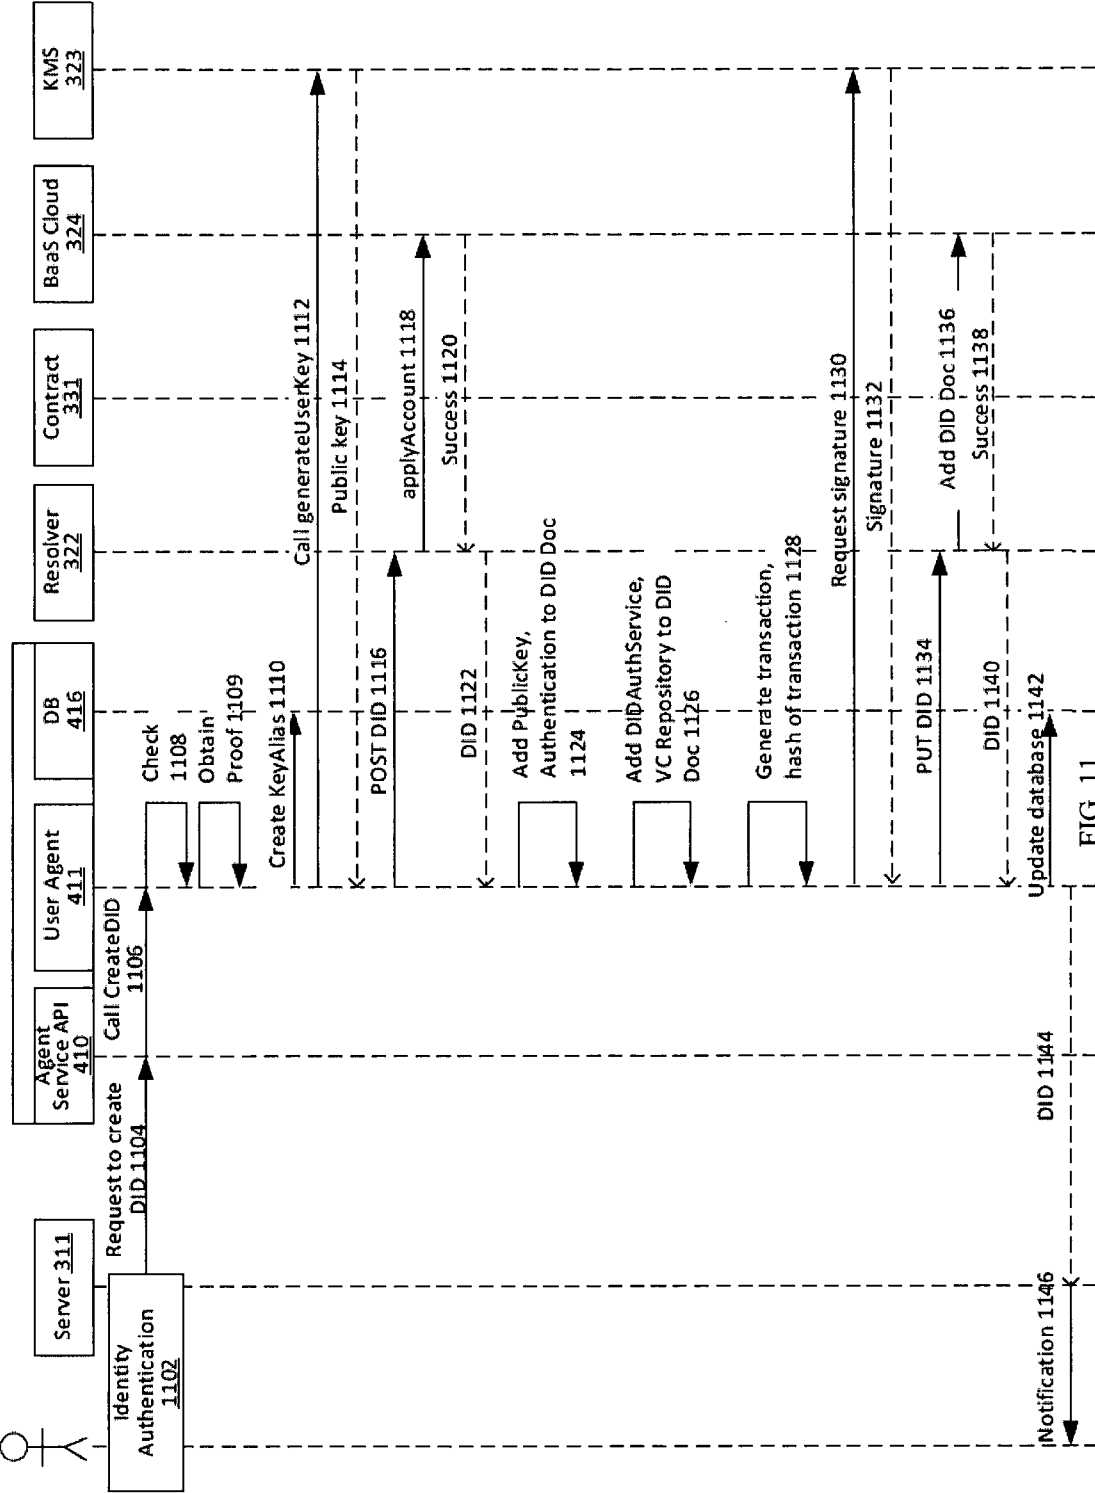 Server 311
Agent
Service API
410
User Agent
411
DB
416
Resolver
322
Contract
331
BaaS Cloud
324
KMS
323
Identity
Authentication
1102
Request to create
DID 1104
Call CreateDID
1106
Check
1108
Obtain
Proof 1109
Create KeyAlias 1110
Call generateUserKey 1112
Public key 1114
POST DID 1116
applyAccount 1118
Success 1120
DID 1122
Add PublicKey,
Authentication to DID Doc
1124
Add DIDAuthService,
VC Repository to DID
Doc 1126
Generate transaction,
hash of transaction 1128
Request signature 1130
Signature 1132
PUT DID 1134
Add DID Doc 1136
Success 1138
DID 1140
Update database 1142
DID 1144
Notification 1146
FIG. 11